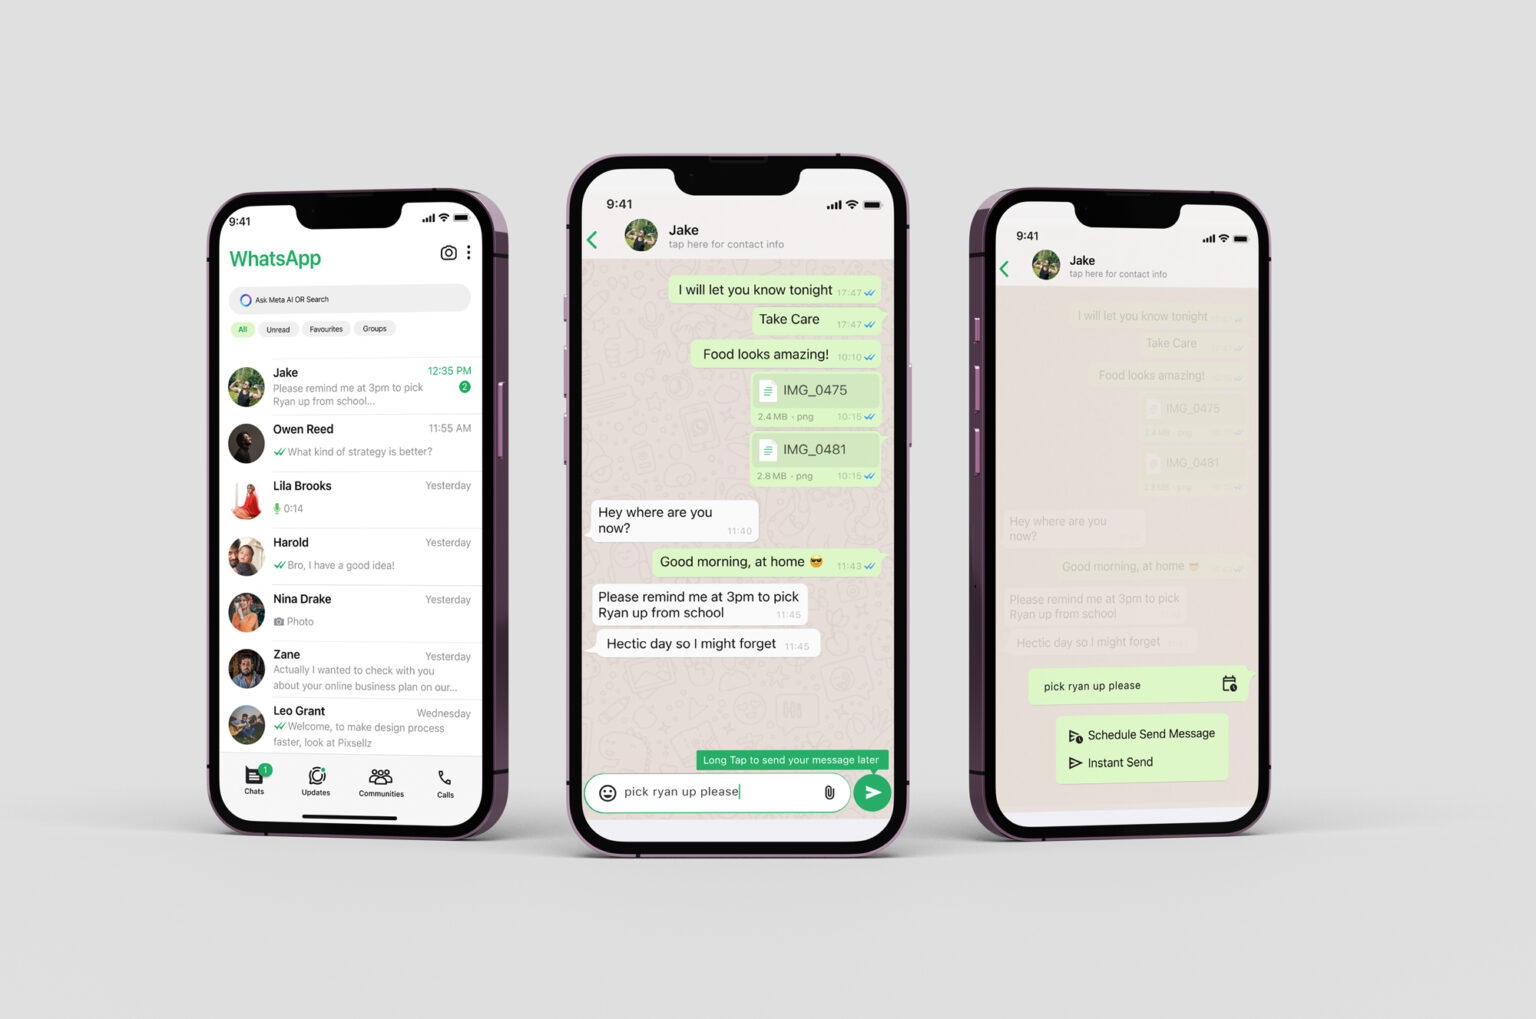 9:41
WhatsApp
Ask Meta AI OR Search
All Unread Favourites Groups
Jake 12:35 PM
Please remind me at 3pm to pick 2
Ryan up from school...
Owen Reed 11:55 AM
What kind of strategy is better?
Lila Brooks Yesterday
0:14
Harold Yesterday
Bro, I have a good idea!
Nina Drake Yesterday
Photo
Zane Yesterday
Actually I wanted to check with you
about your online business plan on our...
Leo Grant Wednesday
Welcome, to make design process
faster, look at Pixsellz
1
Chats Updates Communities Calls
9:41
Jake
tap here for contact info
I will let you know tonight 17:47
Take Care 17:47
Food looks amazing! 10:10
IMG_0475
2.4 MB • png 10:15
IMG_0481
2.8 MB • png 10:15
Hey where are you
now? 11:40
Good morning, at home 😎 11:43
Please remind me at 3pm to pick
Ryan up from school 11:45
Hectic day so I might forget 11:45
Hi
Long Tap to send your message later
pick ryan up please
9:41
Jake
tap here for contact info
I will let you know tonight
Take Care
Food looks amazing!
IMG_0475
IMG_0481
Hey where are you
now?
Good morning, at home
Please remind me at 3pm to pick
Ryan up from school
Hectic day so I might forget
pick ryan up please
Schedule Send Message
Instant Send